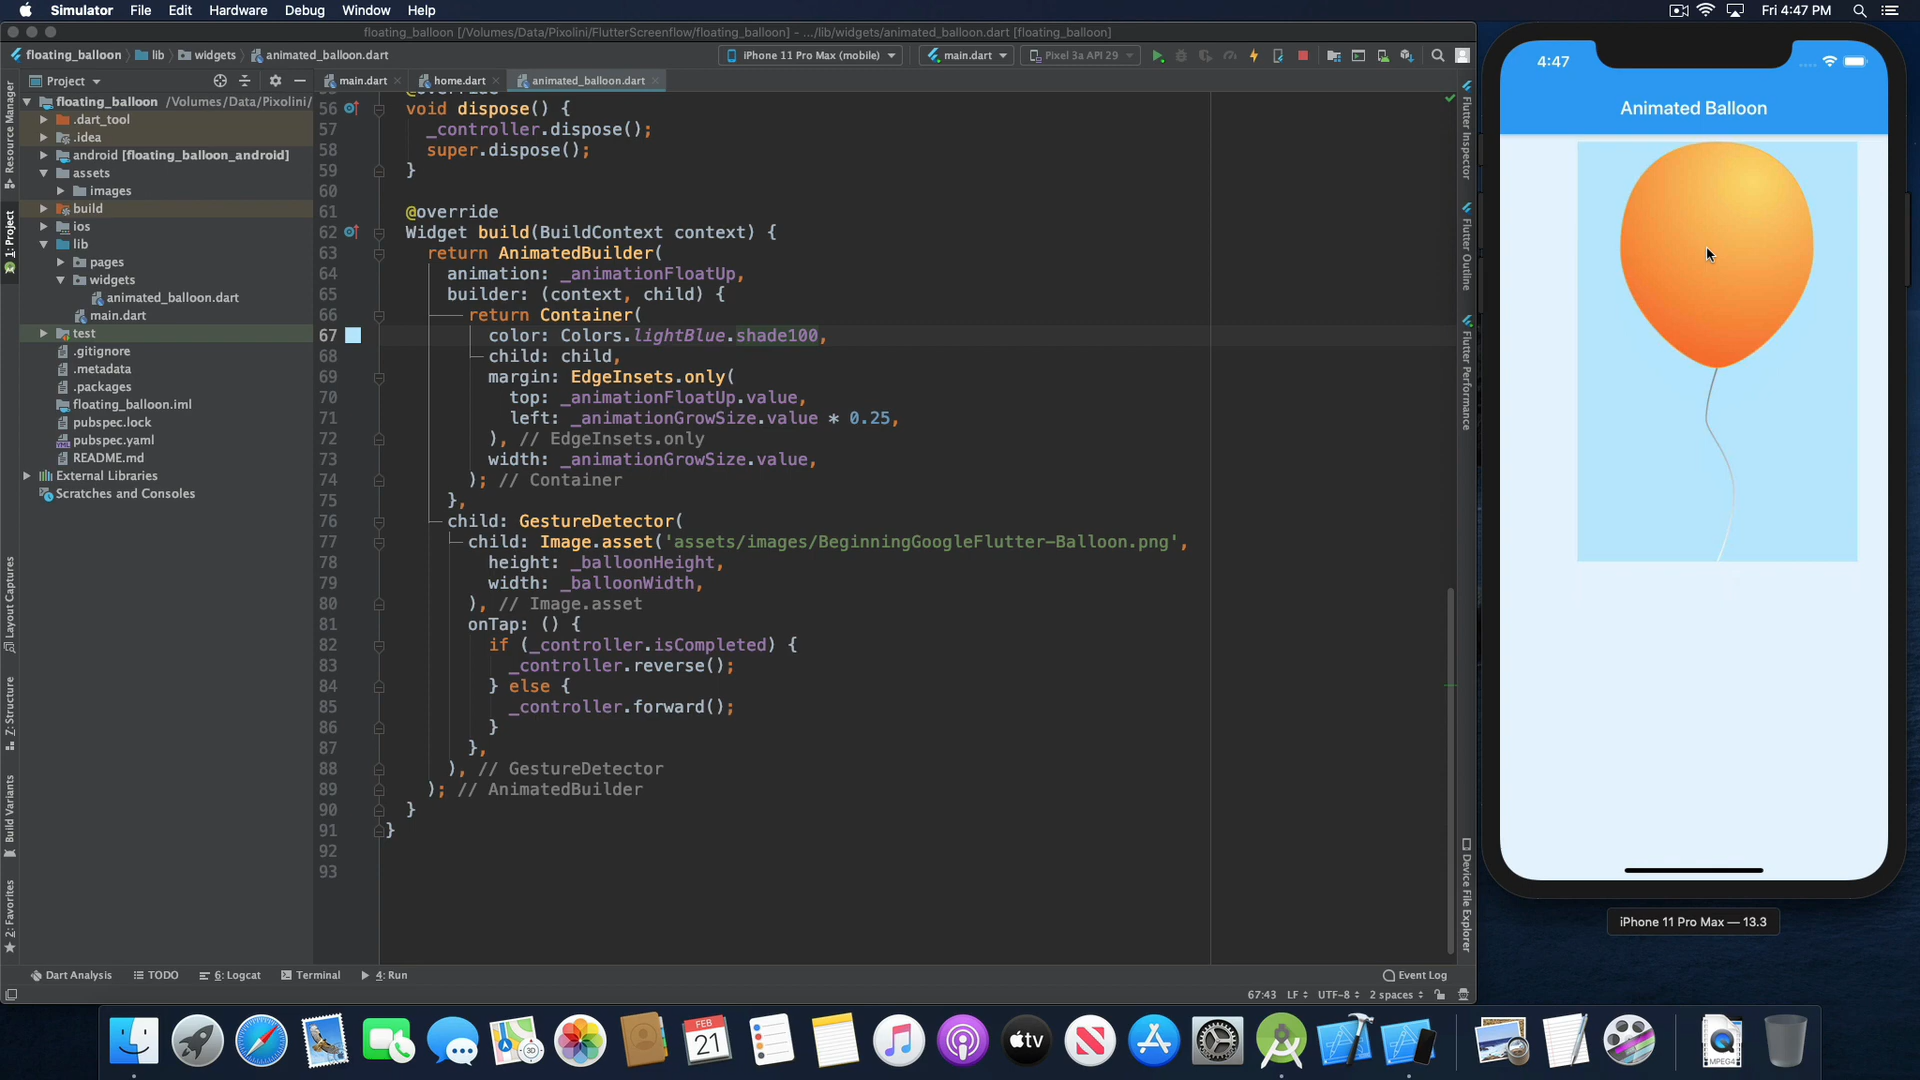 Simulator File Edit Hardware Debug Window Help Fri 4:47 PM
floating_balloon [/Volumes/Data/Pixolini/FlutterScreenflow/floating_balloon] - .../lib/widgets/animated_balloon.dart [floating_balloon]
floating_balloon lib widgets animated_balloon.dart iPhone 11 Pro Max (mobile) main.dart Pixel 3a API 29
Project main.dart home.dart animated_balloon.dart
floating_balloon /Volumes/Data/Pixolini/
.dart_tool
.idea
android [floating_balloon_android]
assets
images
build
ios
lib
pages
widgets
animated_balloon.dart
main.dart
test
.gitignore
.metadata
.packages
floating_balloon.iml
pubspec.lock
pubspec.yaml
README.md
External Libraries
Scratches and Consoles
Resource Manager
1: Project
Layout Captures
Z: Structure
Build Variants
2: Favorites
@override
56 void dispose() {
57 _controller.dispose();
58 super.dispose();
59 }
60
61 @override
62 Widget build(BuildContext context) {
63 return AnimatedBuilder(
64 animation: _animationFloatUp,
65 builder: (context, child) {
66 return Container(
67 color: Colors.lightBlue.shade100,
68 child: child,
69 margin: EdgeInsets.only(
70 top: _animationFloatUp.value,
71 left: _animationGrowSize.value * 0.25,
72 ), // EdgeInsets.only
73 width: _animationGrowSize.value,
74 ); // Container
75 },
76 child: GestureDetector(
77 child: Image.asset('assets/images/BeginningGoogleFlutter-Balloon.png',
78 height: _balloonHeight,
79 width: _balloonWidth,
80 ), // Image.asset
81 onTap: () {
82 if (_controller.isCompleted) {
83 _controller.reverse();
84 } else {
85 _controller.forward();
86 }
87 },
88 ), // GestureDetector
89 ); // AnimatedBuilder
90 }
91 }
92
93
Flutter Inspector
Flutter Outline
Flutter Performance
Device File Explorer
4:47
Animated Balloon
iPhone 11 Pro Max — 13.3
Dart Analysis TODO 6: Logcat Terminal 4: Run Event Log
67:43 LF UTF-8 2 spaces
FEB
21
3D
tv
MPEG4